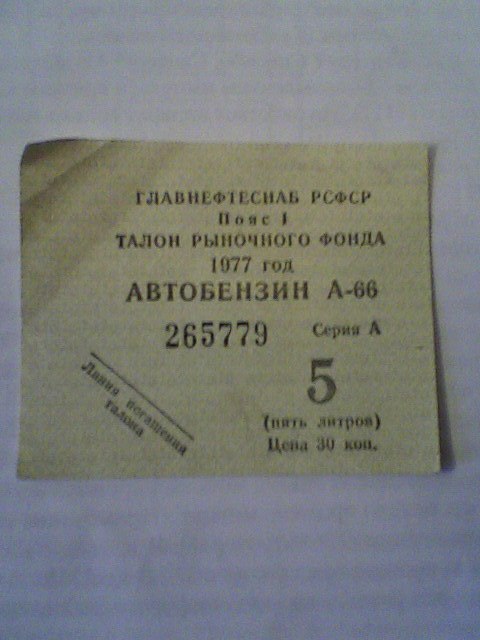 ГЛАВНЕФТЕСНАБ РСФСР
Пояс I
ТАЛОН РЫНОЧНОГО ФОНДА
1977 год
АВТОБЕНЗИН А-66
265779 Серия А
5
(пять литров)
Цена 30 коп.
Линия погашения
талона